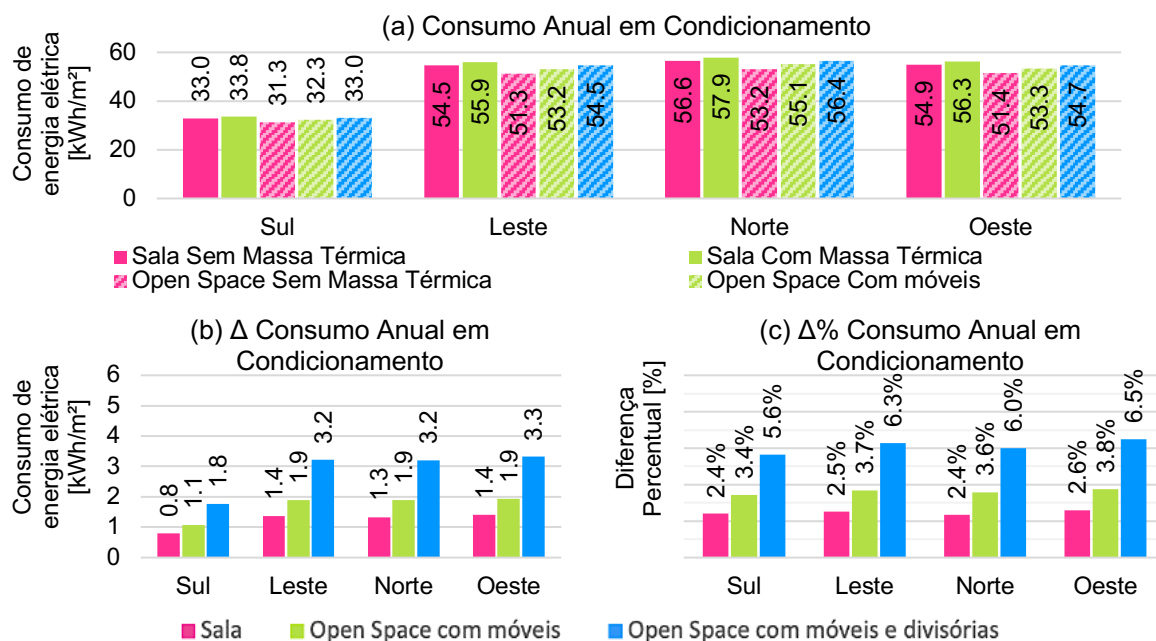 (a) Consumo Anual em Condicionamento
Consumo de
energia elétrica
[kWh/m²]
60
40
20
0
33.0
33.8
31.3
32.3
33.0
54.5
55.9
51.3
53.2
54.5
56.6
57.9
53.2
55.1
56.4
54.9
56.3
51.4
53.3
54.7
Sul
Leste
Norte
Oeste
Sala Sem Massa Térmica
Sala Com Massa Térmica
Open Space Sem Massa Térmica
Open Space Com móveis
(b) Δ Consumo Anual em
Condicionamento
Consumo de
energia elétrica
[kWh/m²]
6
5
4
3
2
1
0
0.8
1.1
1.8
1.4
1.9
3.2
1.3
1.9
3.2
1.4
1.9
3.3
Sul
Leste
Norte
Oeste
(c) Δ% Consumo Anual em
Condicionamento
Diferença
Percentual [%]
2.4%
3.4%
5.6%
2.5%
3.7%
6.3%
2.4%
3.6%
6.0%
2.6%
3.8%
6.5%
Sul
Leste
Norte
Oeste
Sala
Open Space com móveis
Open Space com móveis e divisórias